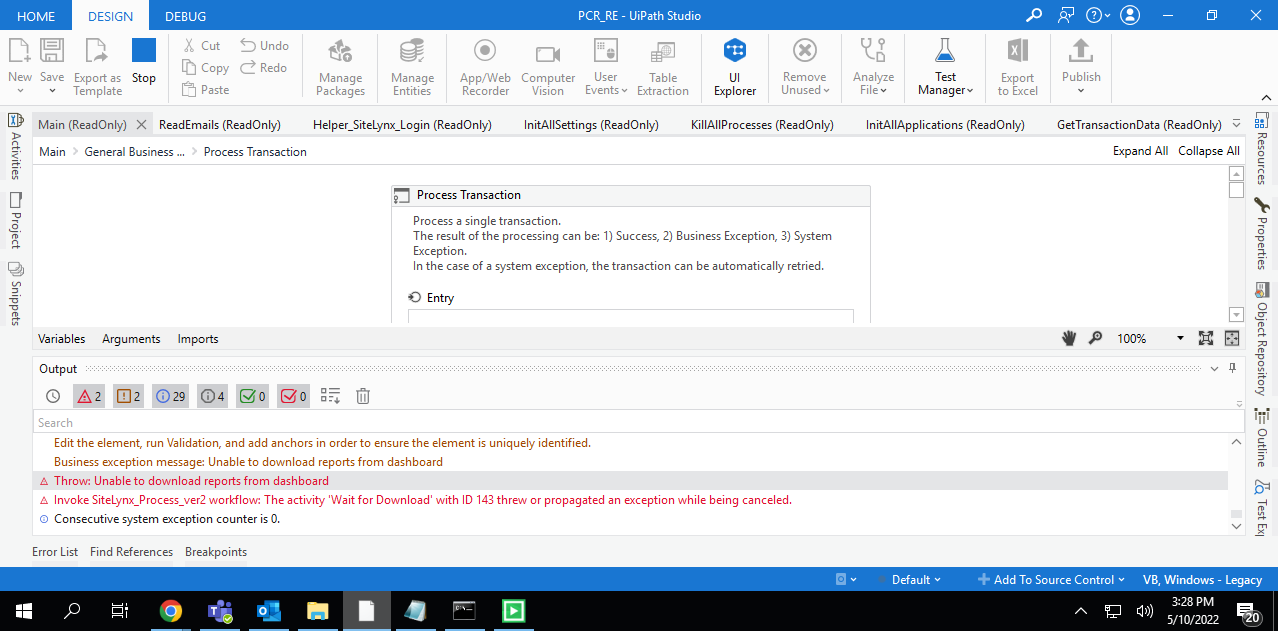 HOME DESIGN DEBUG PCR_RE - UiPath Studio
New Save Export as Template Stop
Cut Undo
Copy Redo
Paste
Manage Packages
Manage Entities
App/Web Recorder
Computer Vision
User Events
Table Extraction
UI Explorer
Remove Unused
Analyze File
Test Manager
Export to Excel
Publish
Main (ReadOnly) ReadEmails (ReadOnly) Helper_SiteLynx_Login (ReadOnly) InitAllSettings (ReadOnly) KillAllProcesses (ReadOnly) InitAllApplications (ReadOnly) GetTransactionData (ReadOnly)
Activities
Project
Snippets
Main General Business ... Process Transaction Expand All Collapse All
Process Transaction
Process a single transaction.
The result of the processing can be: 1) Success, 2) Business Exception, 3) System
Exception.
In the case of a system exception, the transaction can be automatically retried.
Entry
Resources
Properties
Object Repository
Outline
Test Ex
Variables Arguments Imports 100%
Output
2 2 29 4 0 0
Search
Edit the element, run Validation, and add anchors in order to ensure the element is uniquely identified.
Business exception message: Unable to download reports from dashboard
Throw: Unable to download reports from dashboard
Invoke SiteLynx_Process_ver2 workflow: The activity 'Wait for Download' with ID 143 threw or propagated an exception while being canceled.
Consecutive system exception counter is 0.
Error List Find References Breakpoints
Default Add To Source Control VB, Windows - Legacy
3:28 PM
5/10/2022
20